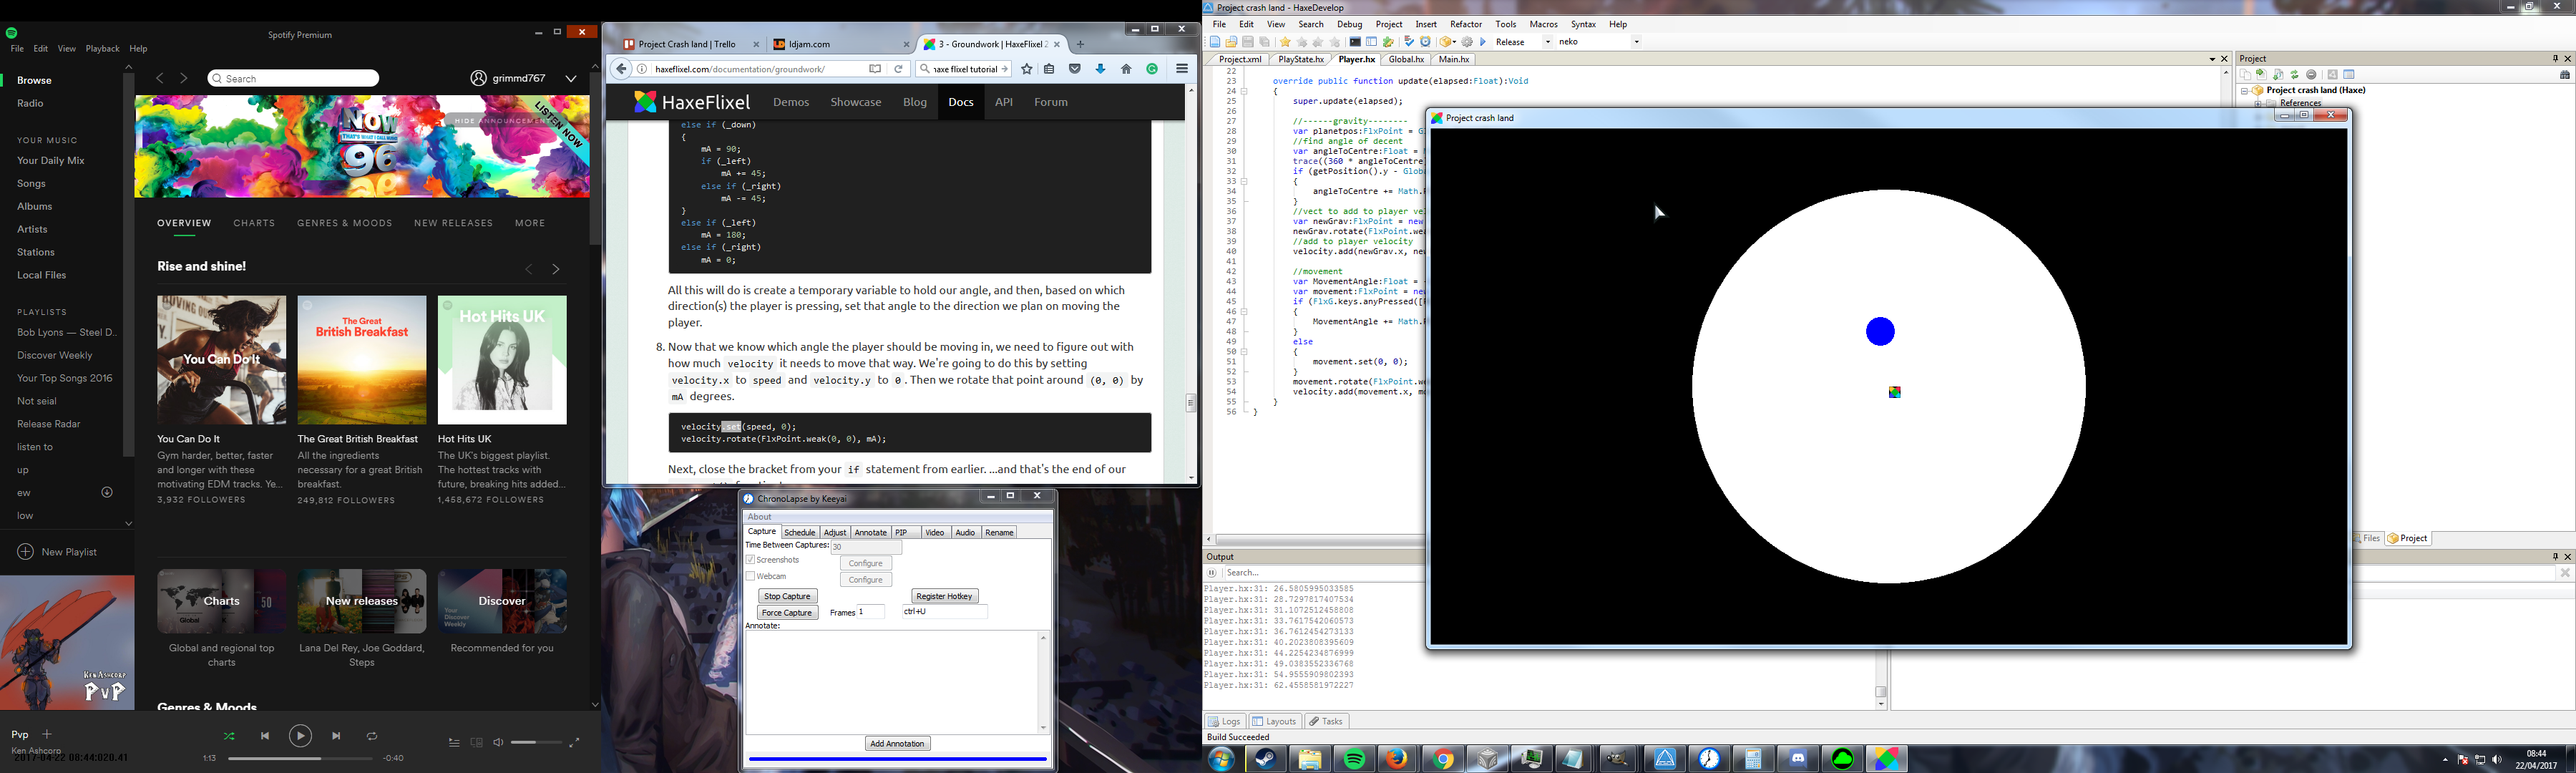 Spotify Premium
File Edit View Playback Help
Search
grimmd767
Browse
Radio
YOUR MUSIC
Your Daily Mix
Songs
Albums
Artists
Stations
Local Files
PLAYLISTS
Bob Lyons — Steel D..
Discover Weekly
Your Top Songs 2016
Not seial
Release Radar
listen to
up
ew
low
New Playlist
HIDE ANNOUNCEMENT
LISTEN NOW
NOW
THAT'S WHAT I CALL MUSIC
96
OVERVIEW CHARTS GENRES & MOODS NEW RELEASES MORE
Rise and shine!
You Can Do It
The Great
British Breakfast
Hot Hits UK
You Can Do It
Gym harder, better, faster
and longer with these
motivating EDM tracks. Ye...
3,932 FOLLOWERS
The Great British Breakfast
All the ingredients
necessary for a great British
breakfast.
249,812 FOLLOWERS
Hot Hits UK
The UK's biggest playlist.
The hottest tracks with
future, breaking hits added...
1,458,672 FOLLOWERS
Charts
New releases
Discover
Global and regional top
charts
Lana Del Rey, Joe Goddard,
Steps
Recommended for you
Genres & Moods
KEN ASHCORP
PvP
Pvp
Ken Ashcorp
2017-04-22 08:44:020.41
1:13
-0:40
Project Crash land | Trello
ldjam.com
3 - Groundwork | HaxeFlixel 2
haxeflixel.com/documentation/groundwork/
haxe flixel tutorial
HaxeFlixel Demos Showcase Blog Docs API Forum
else if (_down)
{
mA = 90;
if (_left)
mA += 45;
else if (_right)
mA -= 45;
}
else if (_left)
mA = 180;
else if (_right)
mA = 0;
All this will do is create a temporary variable to hold our angle, and then, based on which
direction(s) the player is pressing, set that angle to the direction we plan on moving the
player.
8. Now that we know which angle the player should be moving in, we need to figure out with
how much velocity it needs to move that way. We're going to do this by setting
velocity.x to speed and velocity.y to 0. Then we rotate that point around (0, 0) by
mA degrees.
velocity.set(speed, 0);
velocity.rotate(FlxPoint.weak(0, 0), mA);
Next, close the bracket from your if statement from earlier. ...and that's the end of our
ChronoLapse by Keeyai
About
Capture Schedule Adjust Annotate PIP Video Audio Rename
Time Between Captures: 30
Screenshots Configure
Webcam Configure
Stop Capture Register Hotkey
Force Capture Frames 1 ctrl+U
Annotate:
Add Annotation
Project crash land - HaxeDevelop
File Edit View Search Debug Project Insert Refactor Tools Macros Syntax Help
Release neko
Project.xml PlayState.hx Player.hx Global.hx Main.hx
22
23 override public function update(elapsed:Float):Void
24 {
25 super.update(elapsed);
26
27 //------gravity--------
28 var planetpos:FlxPoint = Gl
29 //find angle of decent
30 var angleToCentre:Float =
31 trace((360 * angleToCentre
32 if (getPosition().y - Globa
33 {
34 angleToCentre += Math.P
35 }
36 //vect to add to player vel
37 var newGrav:FlxPoint = new
38 newGrav.rotate(FlxPoint.wea
39 //add to player velocity
40 velocity.add(newGrav.x, new
41
42 //movement
43 var MovementAngle:Float = -
44 var movement:FlxPoint = new
45 if (FlxG.keys.anyPressed([
46 {
47 MovementAngle += Math.P
48 }
49 else
50 {
51 movement.set(0, 0);
52 }
53 movement.rotate(FlxPoint.we
54 velocity.add(movement.x, mo
55 }
56 }
Project
Project crash land (Haxe)
References
Project crash land
Files Project
Output
Search...
Player.hx:31: 26.5805995033585
Player.hx:31: 28.7297817407534
Player.hx:31: 31.1072512458808
Player.hx:31: 33.7617542060573
Player.hx:31: 36.7612454273133
Player.hx:31: 40.2023808395609
Player.hx:31: 44.2254234876999
Player.hx:31: 49.0383552336768
Player.hx:31: 54.9555909802393
Player.hx:31: 62.4558581972227
Logs Layouts Tasks
Build Succeeded
08:44
22/04/2017